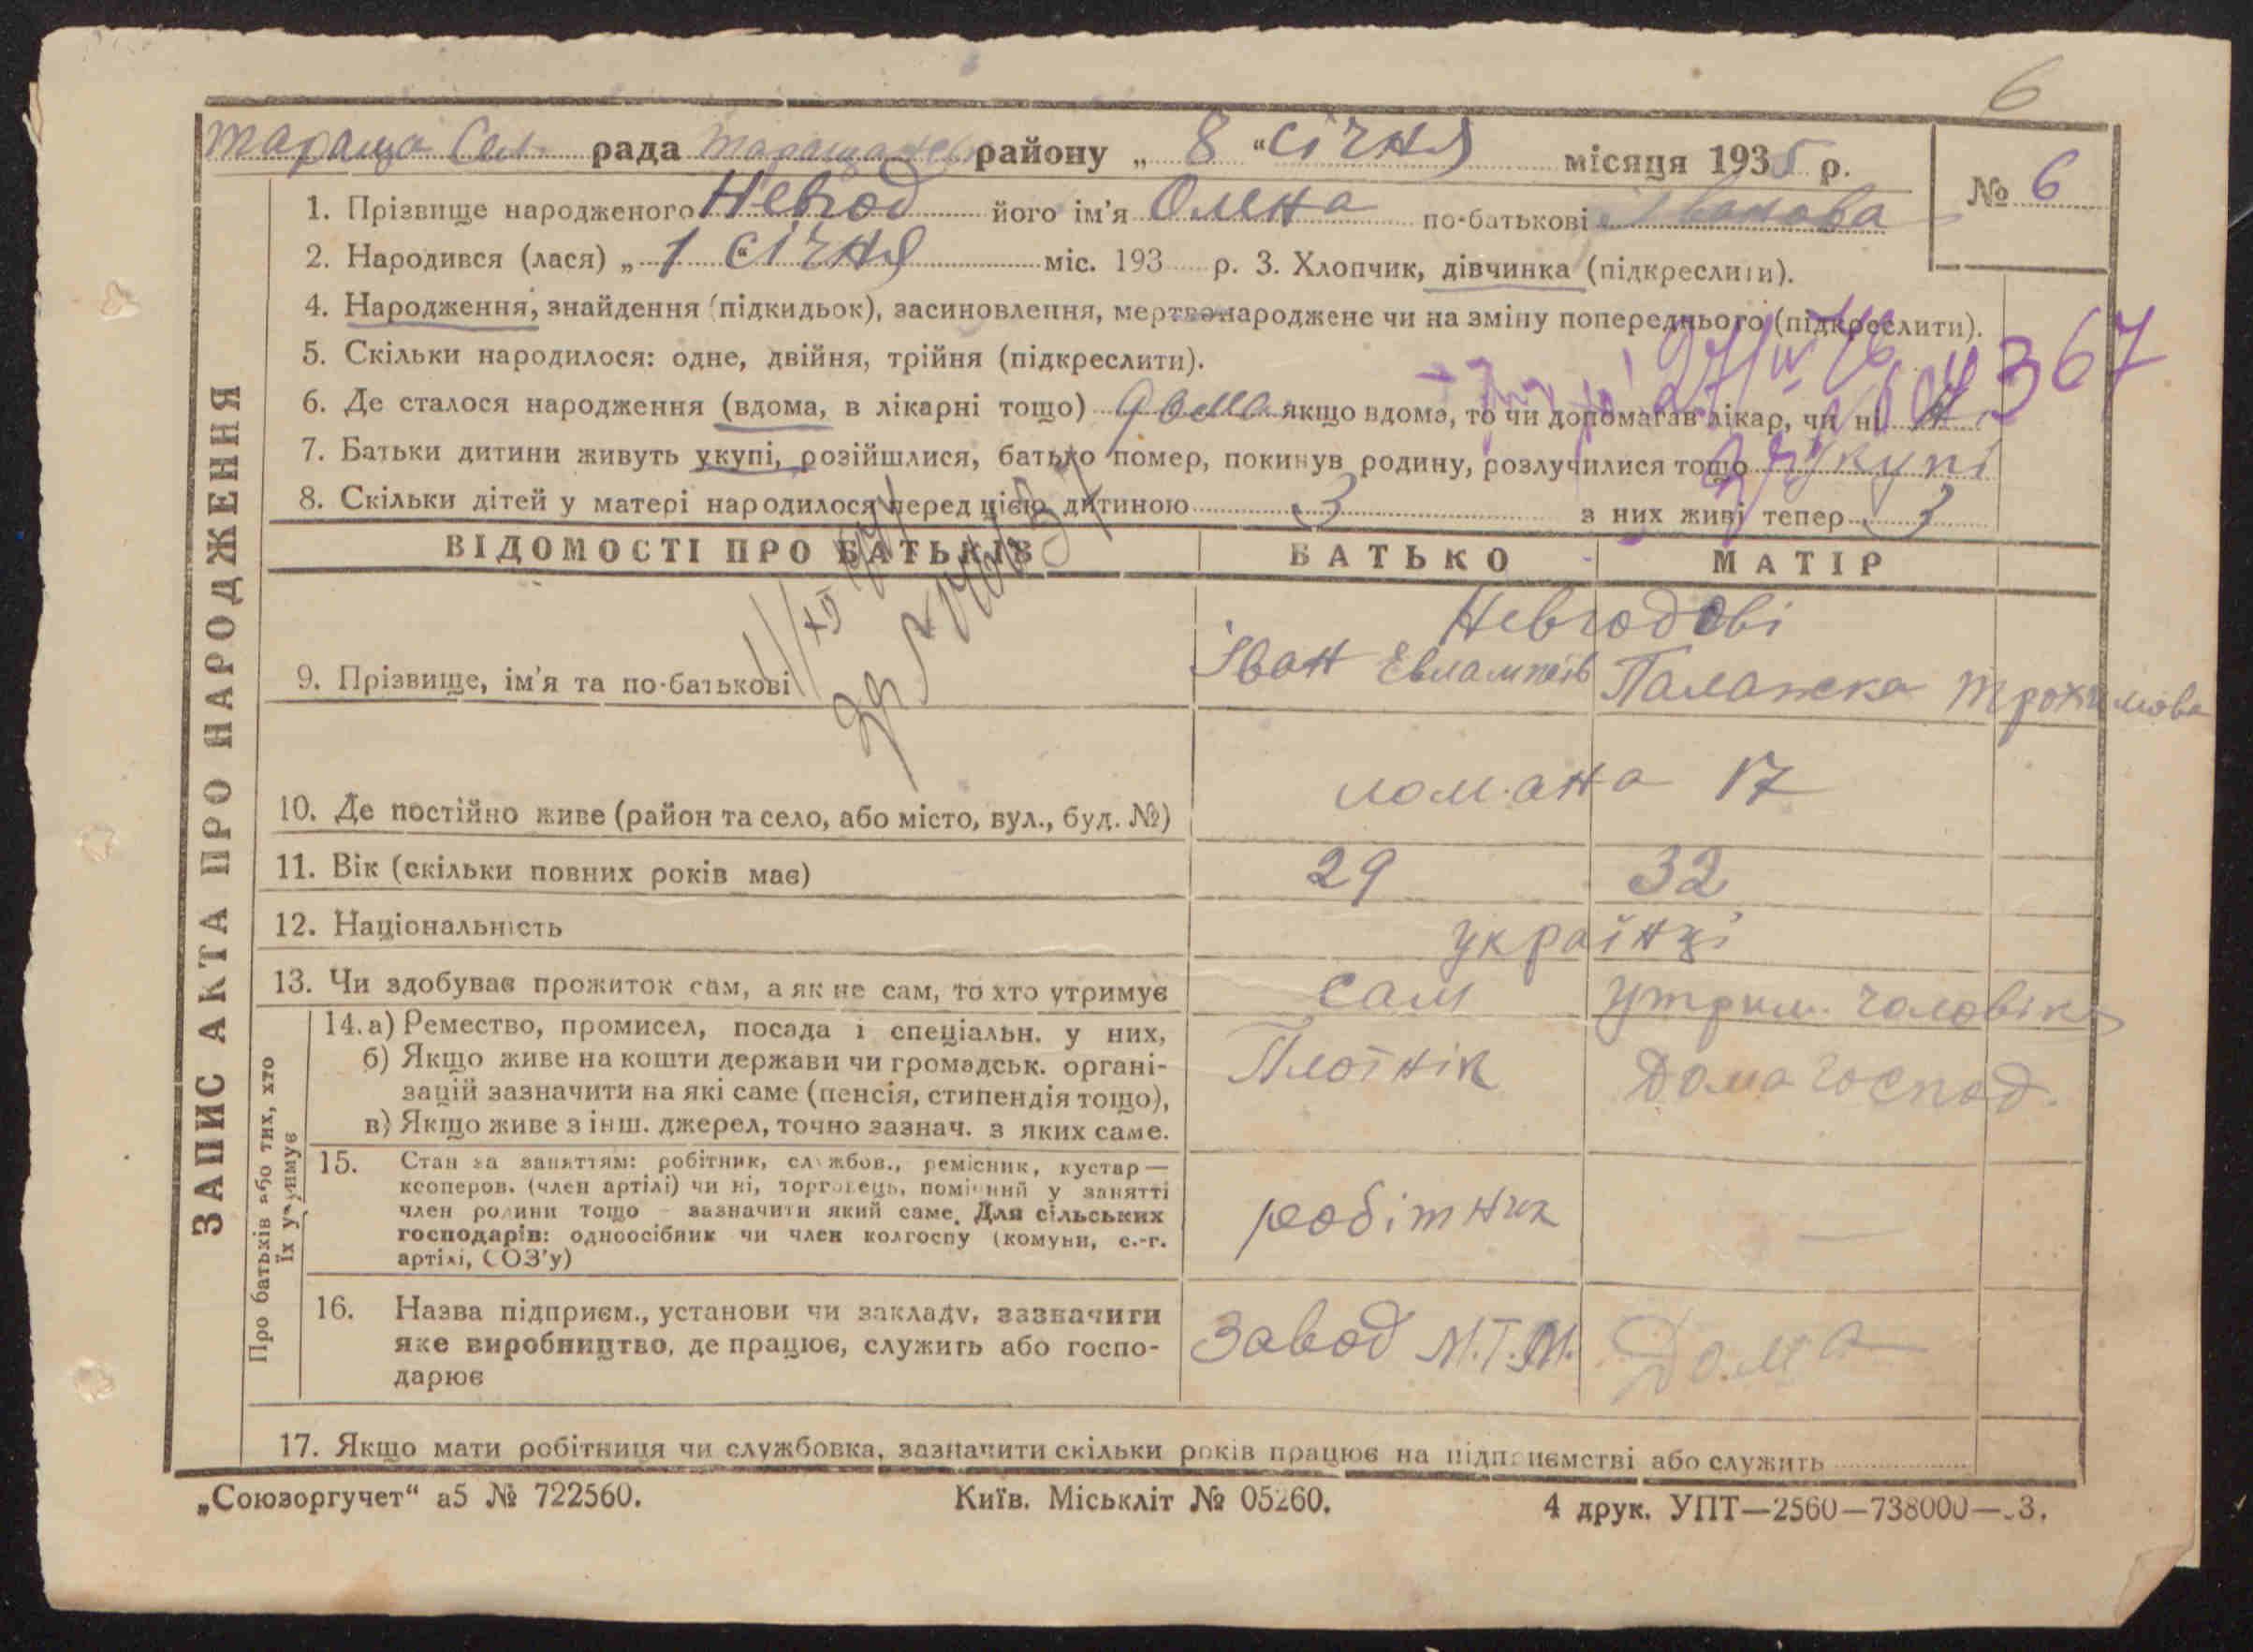 6
Тараща Сел. рада Таращанськ району „ 8 “ січня місяця 1935 р.
№ 6
1. Прізвище народженого Невгод його ім'я Олена по-батькові Іванова
2. Народився (лася) „ 1 “ січня міс. 193 р. 3. Хлопчик, дівчинка (підкреслити).
4. Народження, знайдення (підкидьок), засиновлення, мертвонароджене чи на зміну попереднього (підкреслити).
5. Скільки народилося: одне, двійня, трійня (підкреслити).
367
6. Де сталося народження (вдома, в лікарні тощо) дома якщо вдома, то чи допомагав лікар, чи ні
7. Батьки дитини живуть укупі, розійшлися, батько помер, покинув родину, розлучилися тощо укупі
8. Скільки дітей у матері народилося перед цією дитиною 3 з них живі тепер 3
ВІДОМОСТІ ПРО БАТЬКІВ БАТЬКО МАТІР
Невгодові
9. Прізвище, ім'я та по-батькові Іван Евлампіїв Палажка Трохимова
10. Де постійно живе (район та село, або місто, вул., буд. №) 17
11. Вік (скільки повних років має) 29 32
12. Національність українці
13. Чи здобуває прожиток сам, а як не сам, то хто утримує сам утрим. чоловіка
14. а) Ремество, промисел, посада і спеціальн. у них, Плотнік Домагоспод.
б) Якщо живе на кошти держави чи громадськ. органі-
зацій зазначити на які саме (пенсія, стипендія тощо),
в) Якщо живе з інш. джерел, точно зазнач. з яких саме.
15. Стан за заняттям: робітник, службов., ремісник, кустар —
кооперов. (член артілі) чи ні, торговець, помічний у занятті
член родини тощо — зазначити який саме. Для сільських
господарів: одноосібник чи член колгоспу (комуни, с.-г.
артілі, СОЗ'у)
робітник —
16. Назва підприєм., установи чи закладу, зазначити
яке виробництво, де працює, служить або госпо-
дарює
Завод М.Т.М. Дома
17. Якщо мати робітниця чи службовка, зазначити скільки років працює на підприємстві або служить
ЗАПИС АКТА ПРО НАРОДЖЕННЯ
Про батьків або тих, хто
їх утримує
„Союзоргучет“ а5 № 722560. Київ. Міськліт № 05260. 4 друк. УПТ—2560—738000—33.